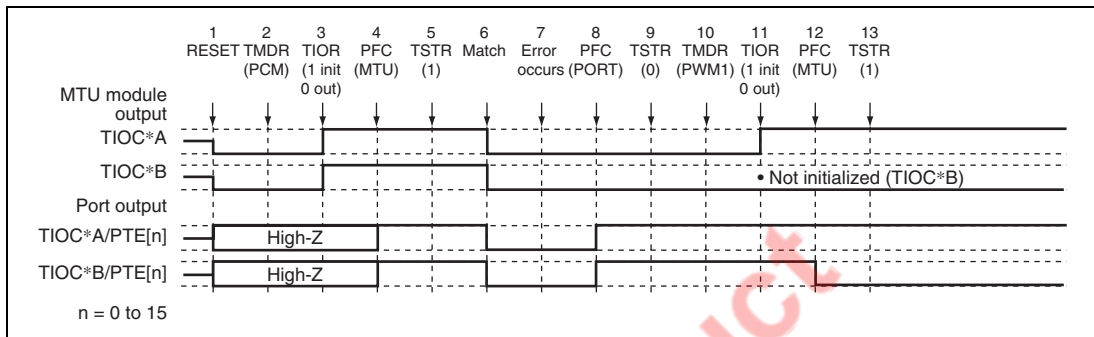 1 2 3 4 5 6 7 8 9 10 11 12 13
RESET TMDR TIOR PFC TSTR Match Error PFC TSTR TMDR TIOR PFC TSTR
(PCM) (1 init (MTU) (1) occurs (PORT) (0) (PWM1) (1 init (MTU) (1)
0 out) 0 out)
MTU module
output
TIOC*A
TIOC*B
• Not initialized (TIOC*B)
Port output
TIOC*A/PTE[n]
High-Z
TIOC*B/PTE[n]
High-Z
n = 0 to 15